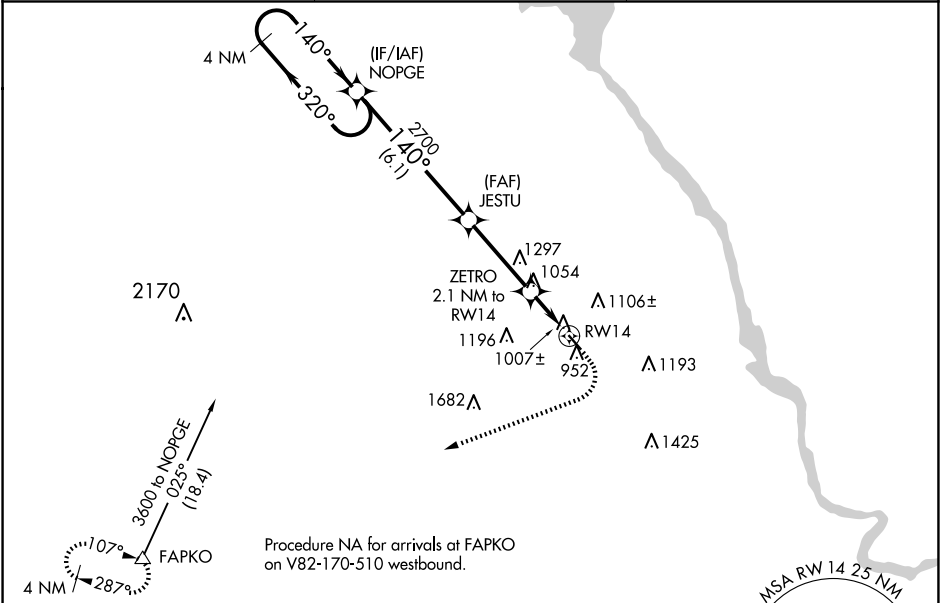 4 NM
140°
320°
(IF/IAF)
NOPGE
2700
140°
(6.1)
(FAF)
JESTU
1297
1054
ZETRO
2.1 NM to
RW14
1106±
RW14
1196
1007±
952
1193
2170
1682
1425
3600 to NOPGE
025°
(18.4)
107°
FAPKO
4 NM
287°
Procedure NA for arrivals at FAPKO
on V82-170-510 westbound.
MSA RW 14 25 NM